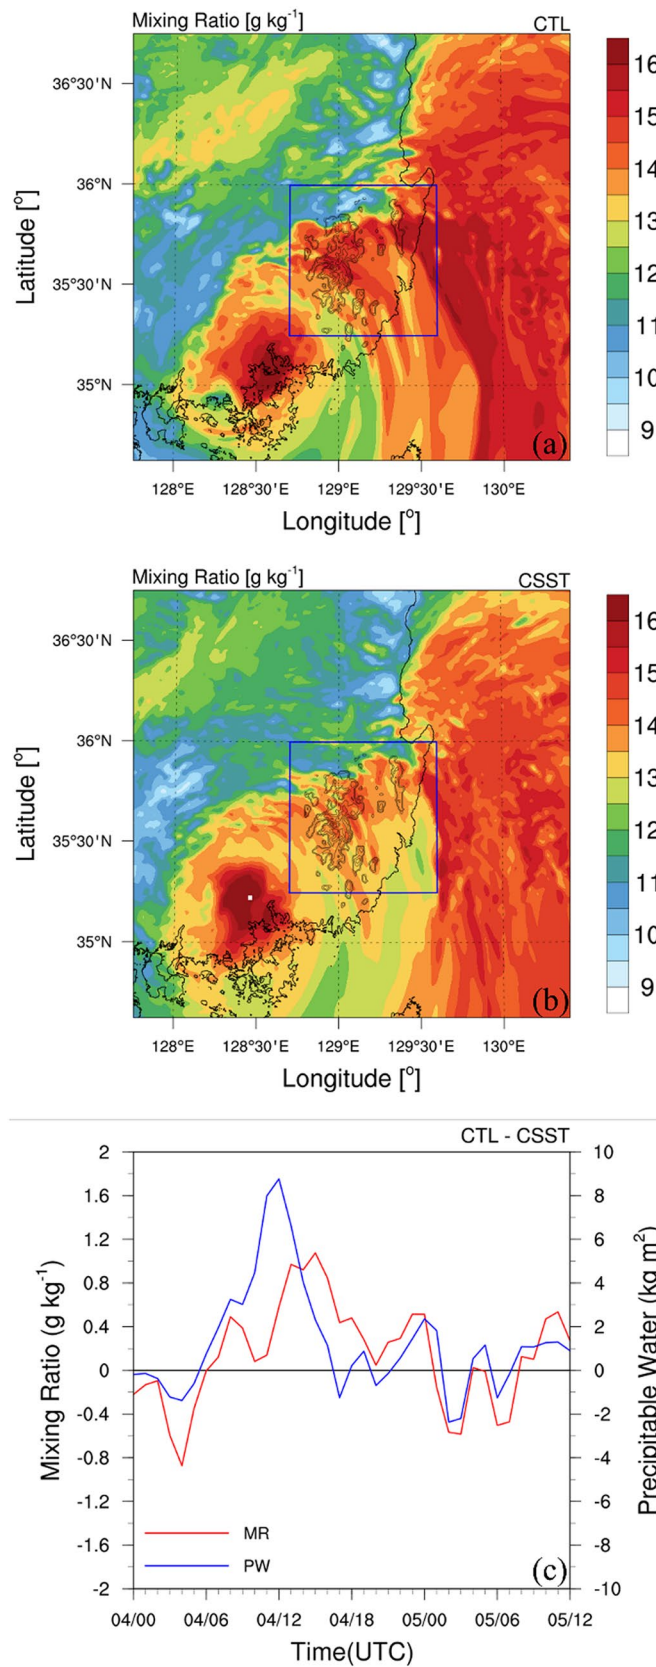 Mixing Ratio [g kg⁻¹] CTL
36°30'N
36°N
35°30'N
35°N
Latitude [°]
128°E 128°30'E 129°E 129°30'E 130°E
Longitude [°]
(a)
16
15
14
13
12
11
10
9
Mixing Ratio [g kg⁻¹] CSST
36°30'N
36°N
35°30'N
35°N
Latitude [°]
128°E 128°30'E 129°E 129°30'E 130°E
Longitude [°]
(b)
16
15
14
13
12
11
10
9
CTL - CSST
2
1.6
1.2
0.8
0.4
0
-0.4
-0.8
-1.2
-1.6
-2
Mixing Ratio (g kg⁻¹)
10
8
6
4
2
0
-2
-4
-6
-8
-10
Precipitable Water (kg m²)
MR
PW
(c)
04/00 04/06 04/12 04/18 05/00 05/06 05/12
Time(UTC)